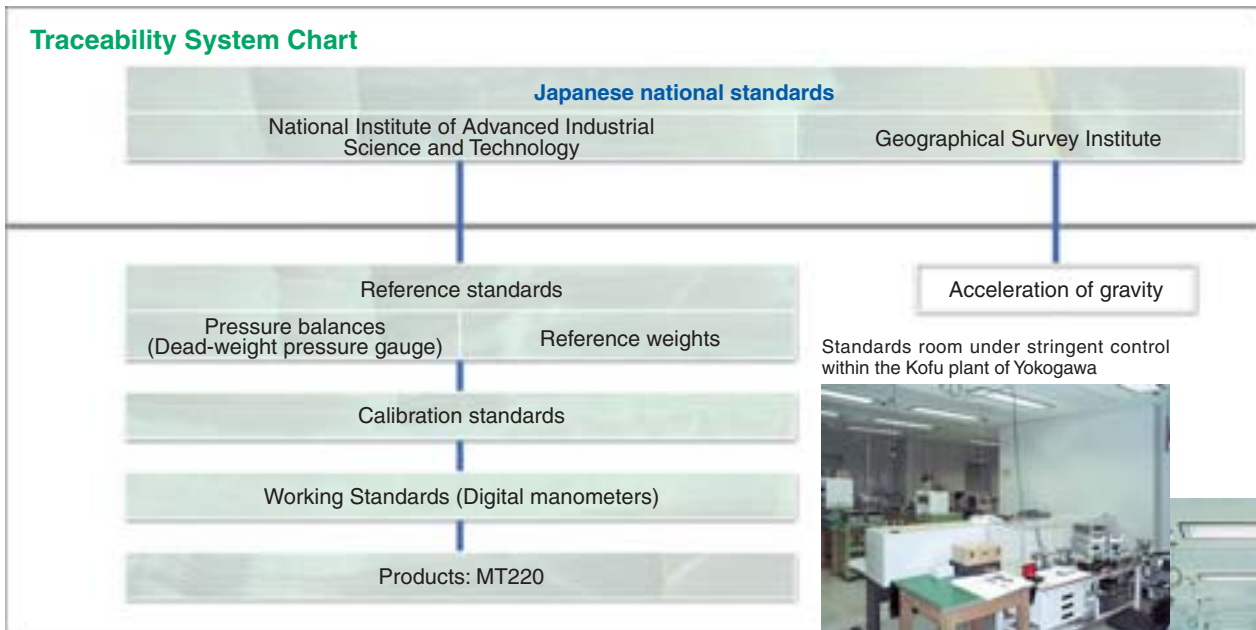 Traceability System Chart
Japanese national standards
National Institute of Advanced Industrial
Science and Technology
Geographical Survey Institute
Reference standards
Acceleration of gravity
Pressure balances
(Dead-weight pressure gauge)
Reference weights
Standards room under stringent control
within the Kofu plant of Yokogawa
Calibration standards
Working Standards (Digital manometers)
Products: MT220